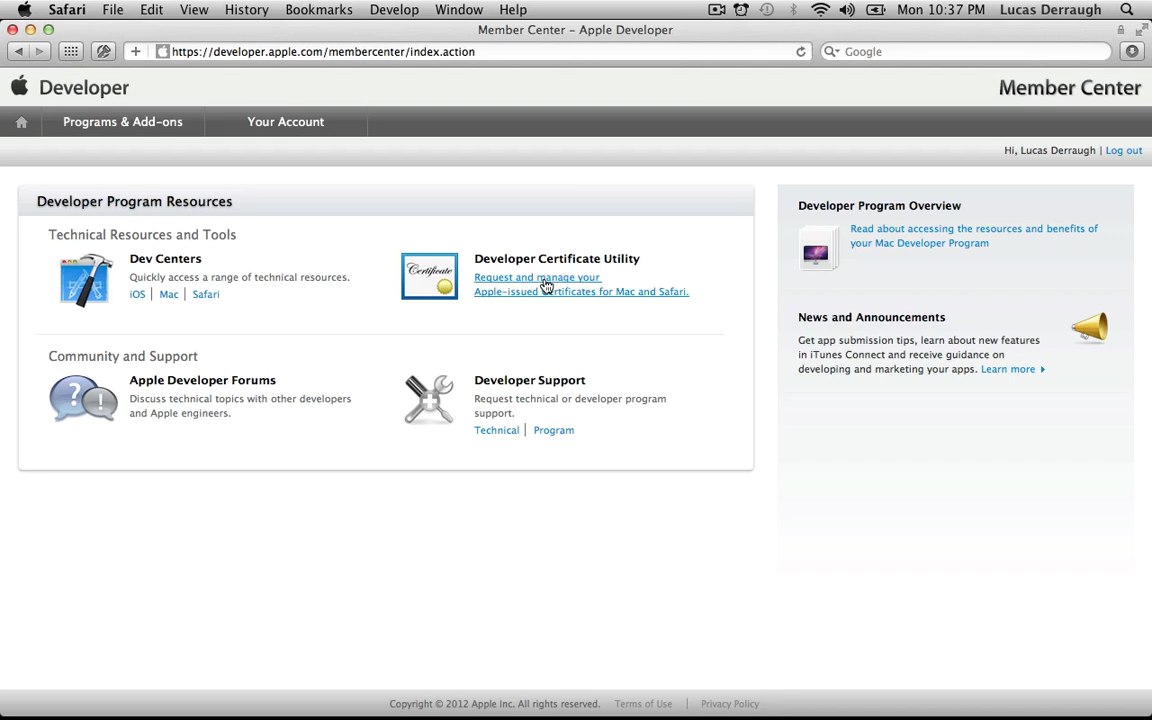 Safari File Edit View History Bookmarks Develop Window Help Mon 10:37 PM Lucas Derraugh
Member Center – Apple Developer
https://developer.apple.com/membercenter/index.action
Google
Developer
Member Center
Programs & Add-ons
Your Account
Hi, Lucas Derraugh | Log out
Developer Program Resources
Technical Resources and Tools
Dev Centers
Quickly access a range of technical resources.
iOS | Mac | Safari
Certificate
Developer Certificate Utility
Request and manage your
Apple-issued certificates for Mac and Safari.
Community and Support
Apple Developer Forums
Discuss technical topics with other developers
and Apple engineers.
Developer Support
Request technical or developer program
support.
Technical | Program
Developer Program Overview
Read about accessing the resources and benefits of
your Mac Developer Program
News and Announcements
Get app submission tips, learn about new features
in iTunes Connect and receive guidance on
developing and marketing your apps. Learn more
Copyright © 2012 Apple Inc. All rights reserved. Terms of Use | Privacy Policy